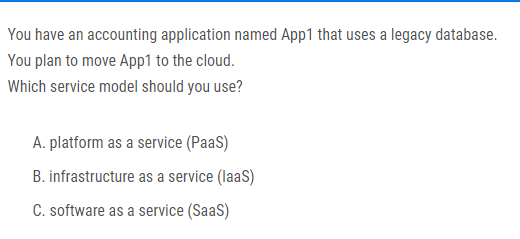 You have an accounting application named App1 that uses a legacy database.
You plan to move App1 to the cloud.
Which service model should you use?
A. platform as a service (PaaS)
B. infrastructure as a service (IaaS)
C. software as a service (SaaS)